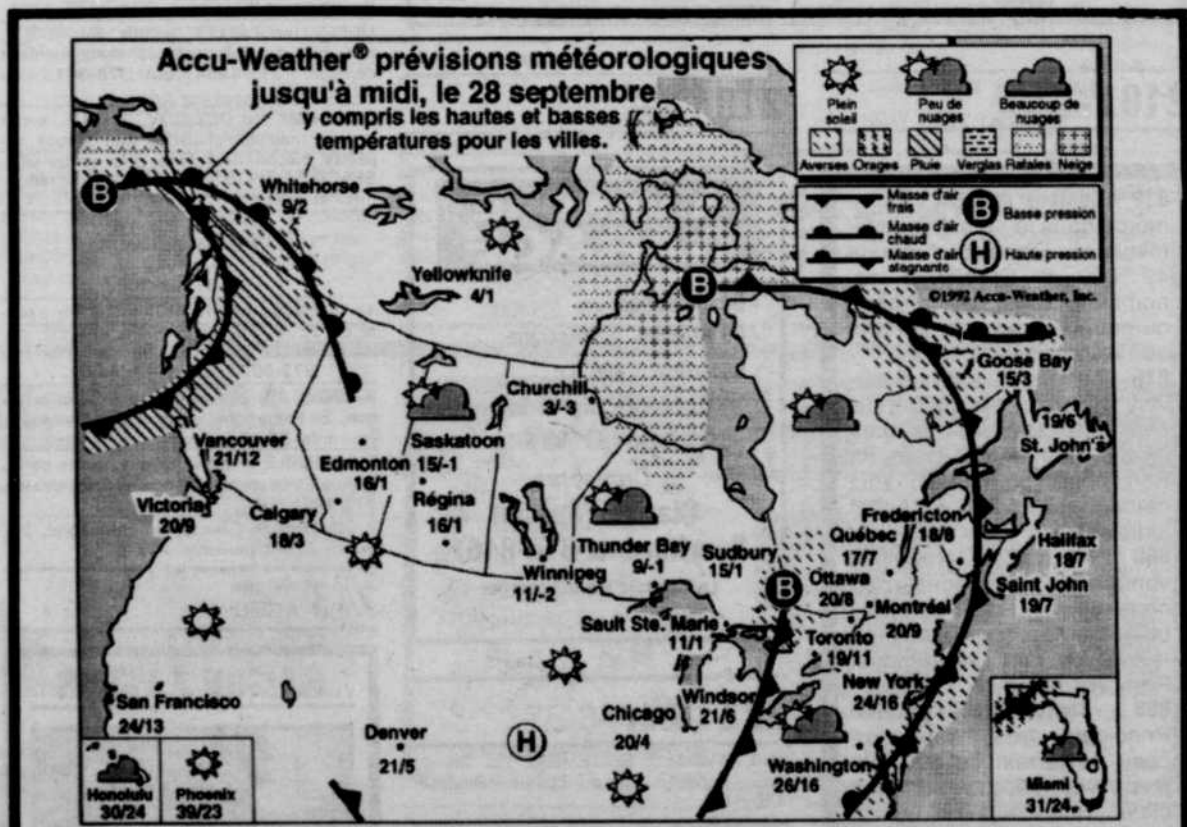 Accu-Weather® prévisions météorologiques
jusqu'à midi, le 28 septembre
y compris les hautes et basses
températures pour les villes.
Plein
soleil
Peu de
nuages
Beaucoup de
nuages
Averses Orages Pluie Verglas Rafales Neige
Masse d'air
frais
Masse d'air
chaud
Masse d'air
stagnante
B
Basse pression
H
Haute pression
©1992 Accu-Weather, Inc.
B
Whitehorse
9/2
Yellowknife
4/1
B
Goose Bay
15/3
Churchill
3/-3
19/6
St. John's
Vancouver
21/12
Saskatoon
15/-1
Edmonton
16/1
Victoria
20/9
Calgary
18/3
Régina
16/1
Fredericton
18/8
Québec
17/7
Halifax
18/7
Thunder Bay
9/-1
Sudbury
15/1
Winnipeg
11/-2
B
Ottawa
20/8
Saint John
19/7
Montréal
20/9
Sault Ste. Marie
11/1
Toronto
19/11
San Francisco
24/13
Windsor
21/6
New York
24/16
Chicago
20/4
Denver
21/5
H
Washington
26/16
Honolulu
30/24
Phoenix
39/23
Miami
31/24